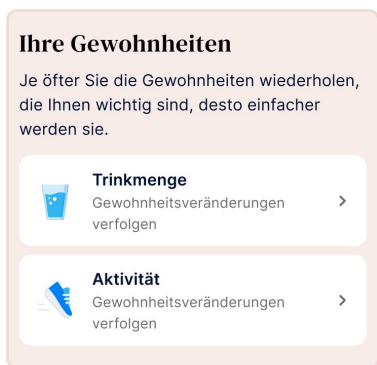 Ihre Gewohnheiten
Je öfter Sie die Gewohnheiten wiederholen,
die Ihnen wichtig sind, desto einfacher
werden sie.
Trinkmenge
Gewohnheitsveränderungen
verfolgen
Aktivität
Gewohnheitsveränderungen
verfolgen